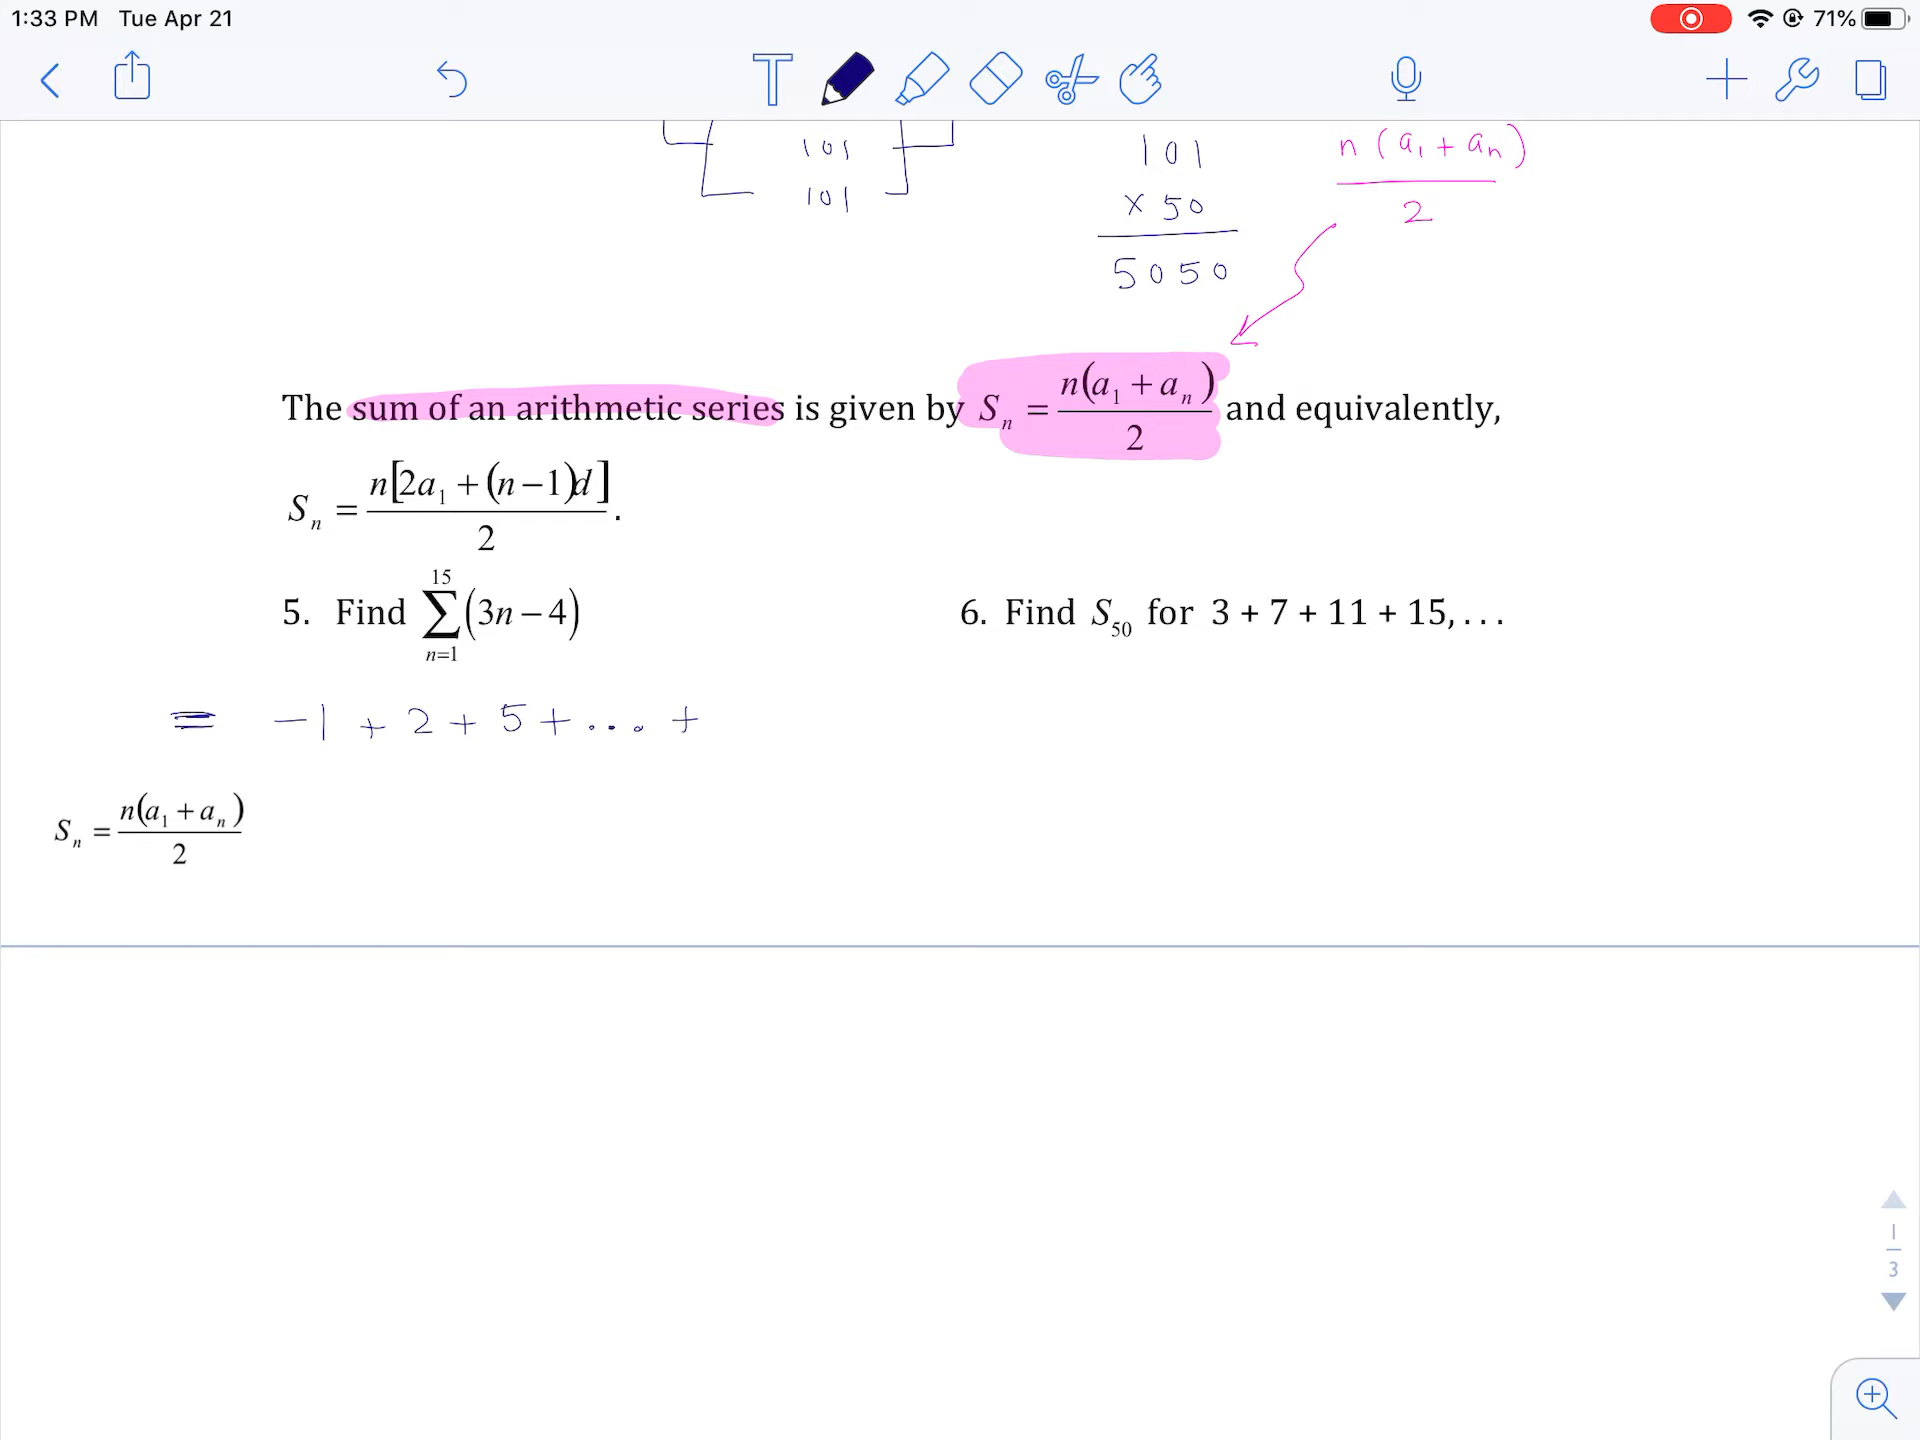 1:33 PM Tue Apr 21 71%
T
101
101
101
× 50
5050
n(a₁ + aₙ)
2
The sum of an arithmetic series is given by Sₙ = n(a₁ + aₙ)/2 and equivalently,
Sₙ = n[2a₁ + (n−1)d]/2.
5. Find ∑_{n=1}^{15} (3n − 4)
6. Find S₅₀ for 3 + 7 + 11 + 15, . . .
= −1 + 2 + 5 + .... +
Sₙ = n(a₁ + aₙ)/2
1
3